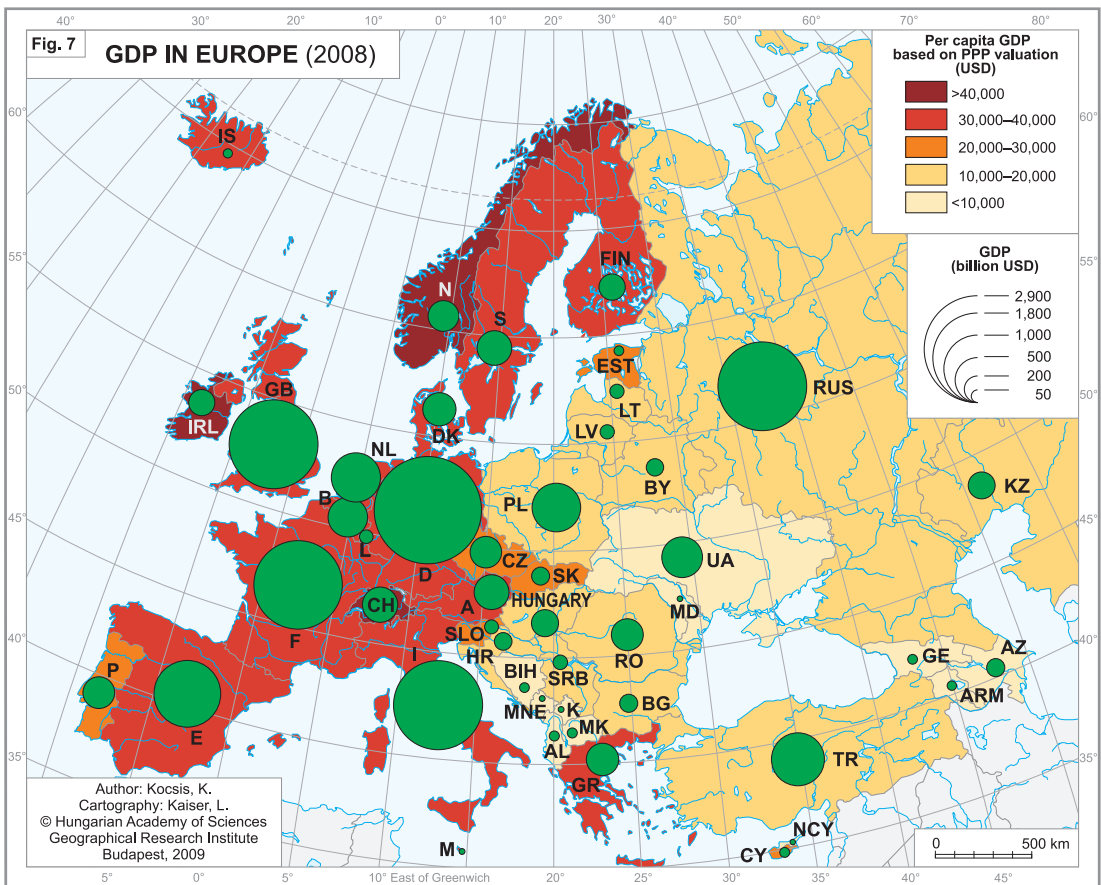 40° 30° 20° 10° 0° 10° 20° 30° 40° 50° 60° 70° 80°
Fig. 7
GDP IN EUROPE (2008)
Per capita GDP
based on PPP valuation
(USD)
>40,000
30,000–40,000
20,000–30,000
10,000–20,000
<10,000
GDP
(billion USD)
2,900
1,800
1,000
500
200
50
60°
60°
55°
55°
50°
50°
45°
45°
40°
40°
35°
35°
IS
FIN
N
S
EST
RUS
GB
LT
IRL
DK
LV
NL
BY
KZ
B
PL
L
CZ
UA
D
SK
CH
A
HUNGARY
MD
SLO
F
HR
I
RO
GE
AZ
BIH
SRB
P
ARM
MNE
K
BG
E
MK
AL
TR
GR
NCY
M
CY
Author: Kocsis, K.
Cartography: Kaiser, L.
© Hungarian Academy of Sciences
Geographical Research Institute
Budapest, 2009
0 500 km
5° 0° 5° 10° East of Greenwich 15° 20° 25° 30° 35° 40° 45°